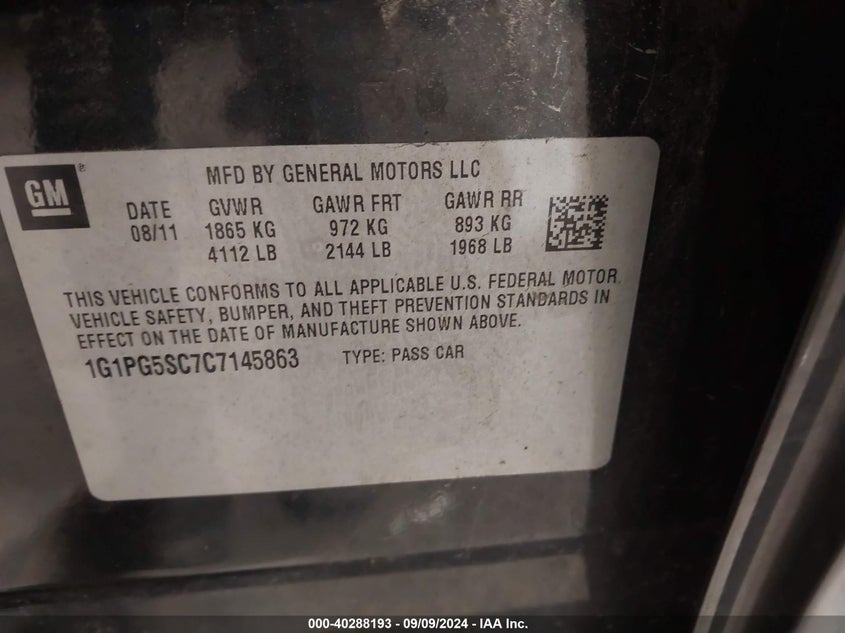 GM
MFD BY GENERAL MOTORS LLC
DATE GVWR GAWR FRT GAWR RR
08/11 1865 KG 972 KG 893 KG
4112 LB 2144 LB 1968 LB
THIS VEHICLE CONFORMS TO ALL APPLICABLE U.S. FEDERAL MOTOR
VEHICLE SAFETY, BUMPER, AND THEFT PREVENTION STANDARDS IN
EFFECT ON THE DATE OF MANUFACTURE SHOWN ABOVE.
1G1PG5SC7C7145863 TYPE: PASS CAR
000-40288193 - 09/09/2024 - IAA Inc.